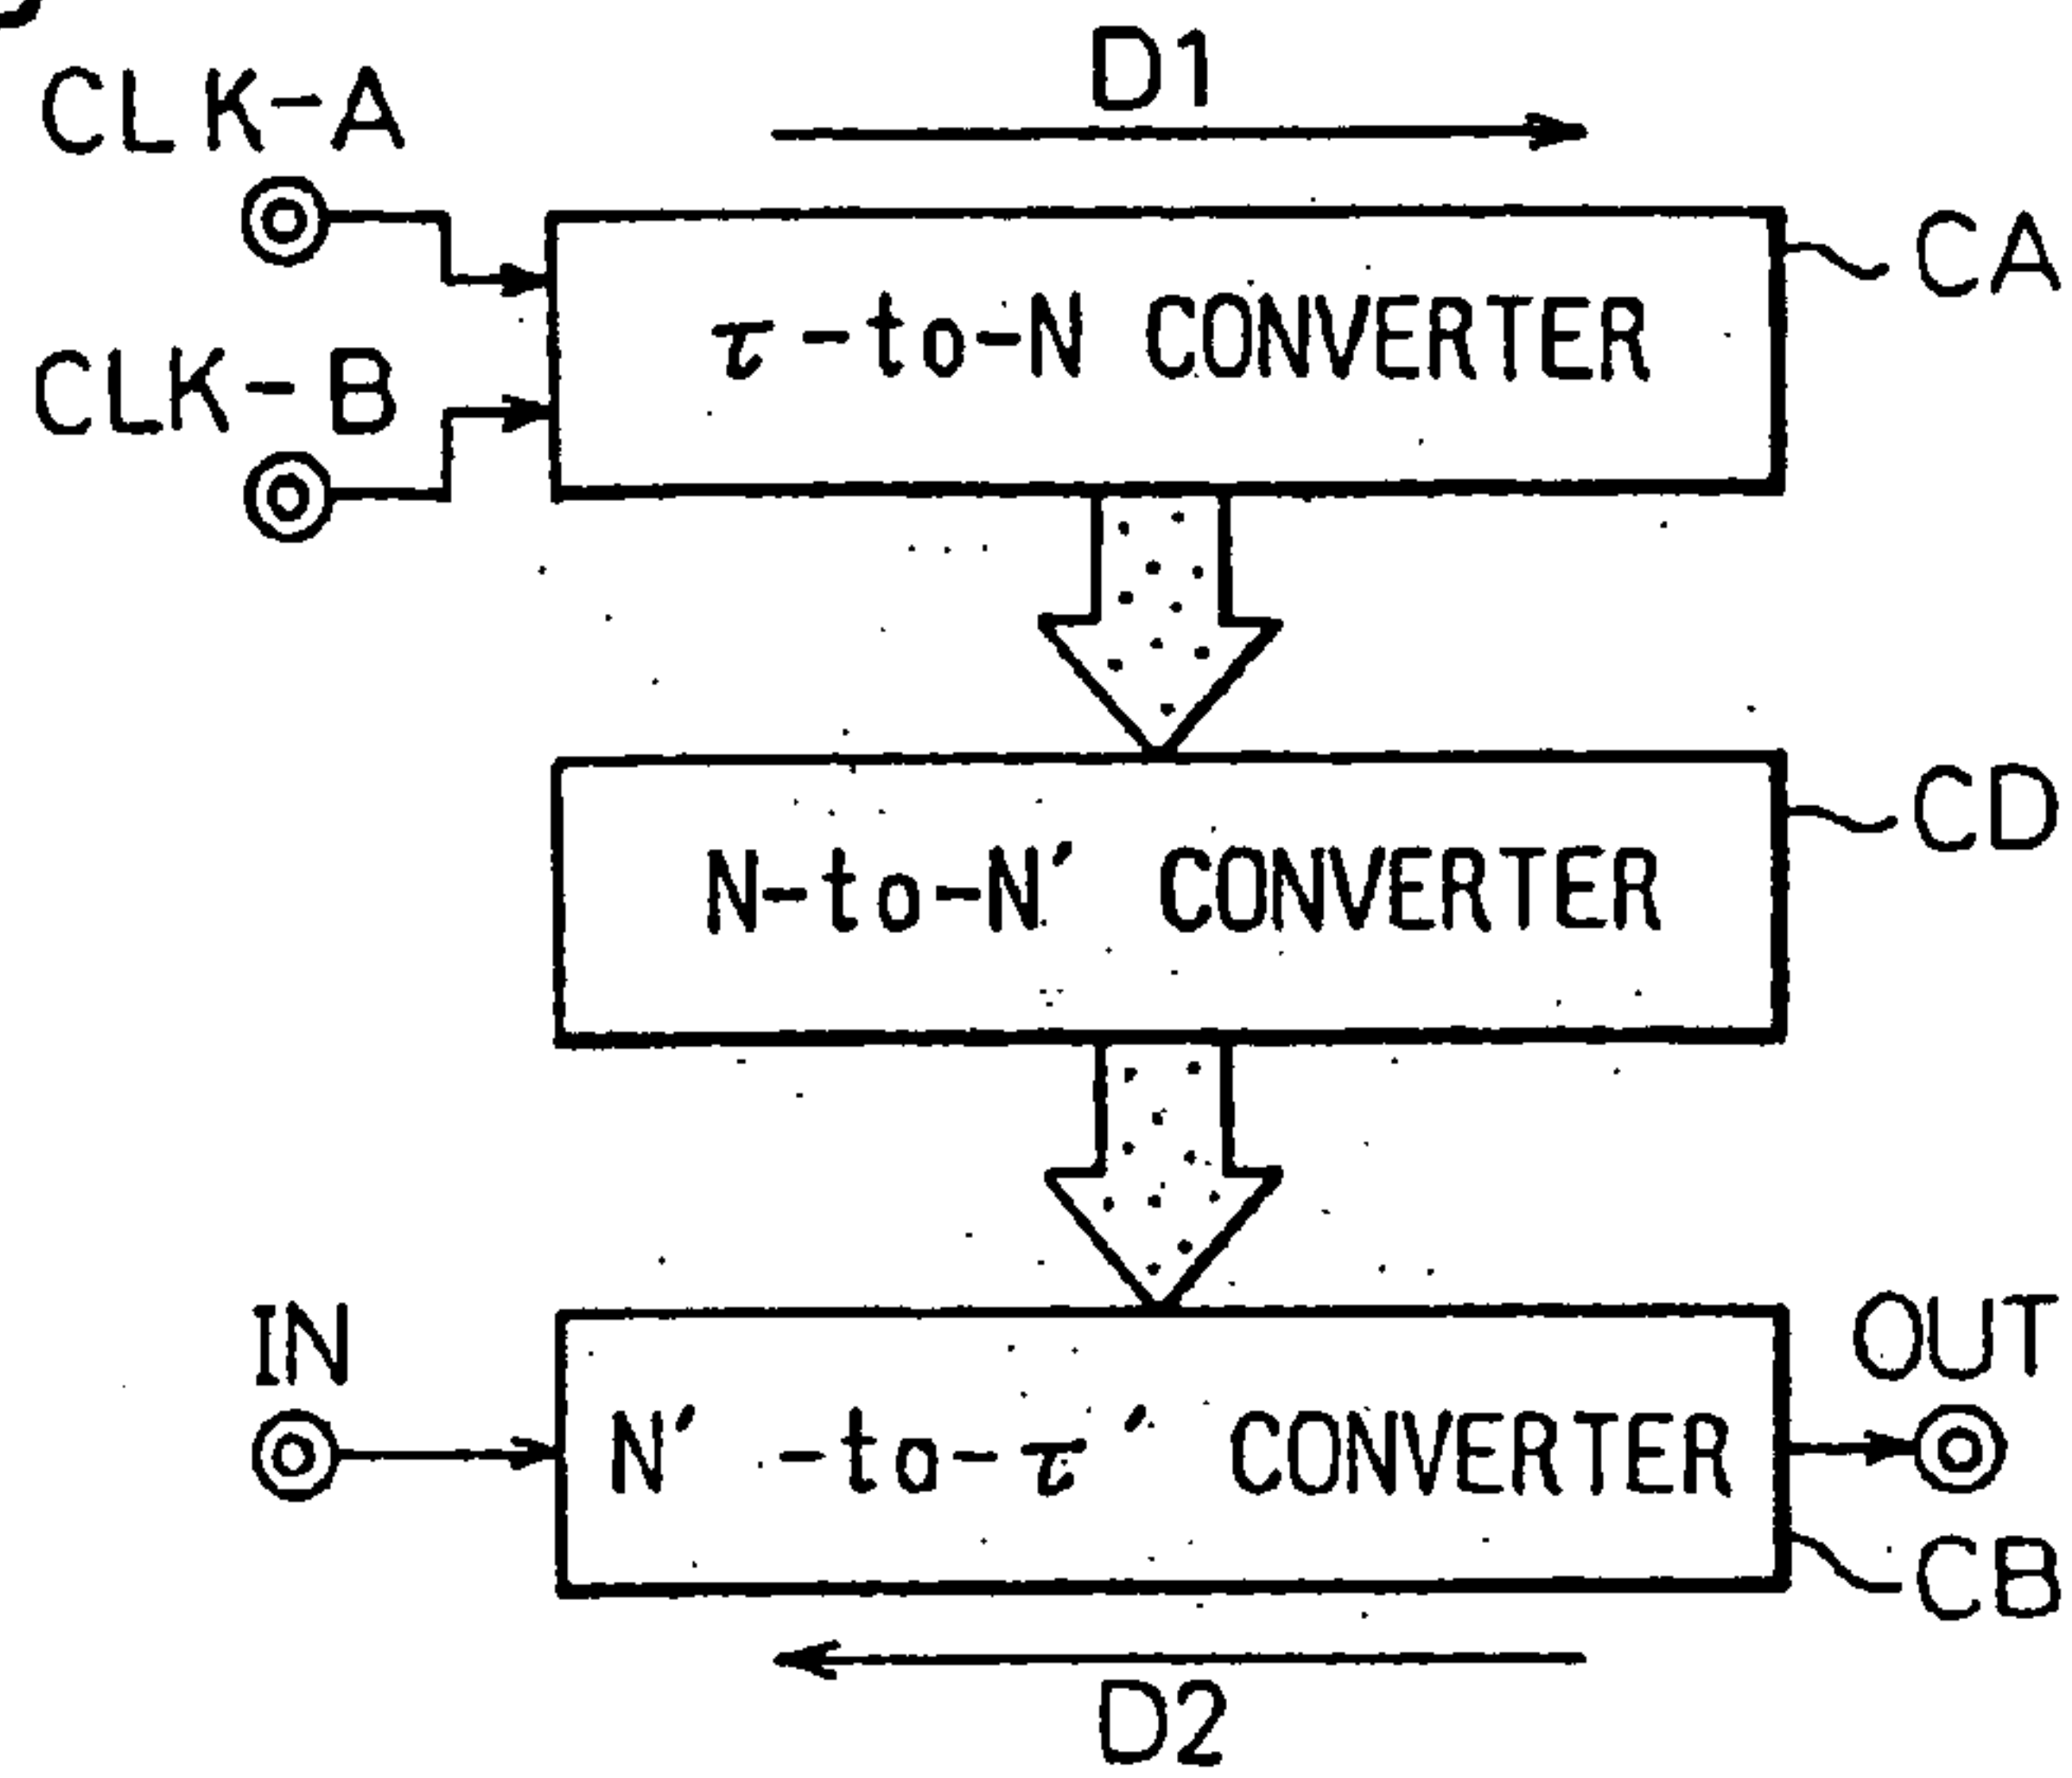 D1
CLK-A
CA
τ-to-N CONVERTER
CLK-B
CD
N-to-N′ CONVERTER
IN
OUT
N′-to-τ′ CONVERTER
CB
D2